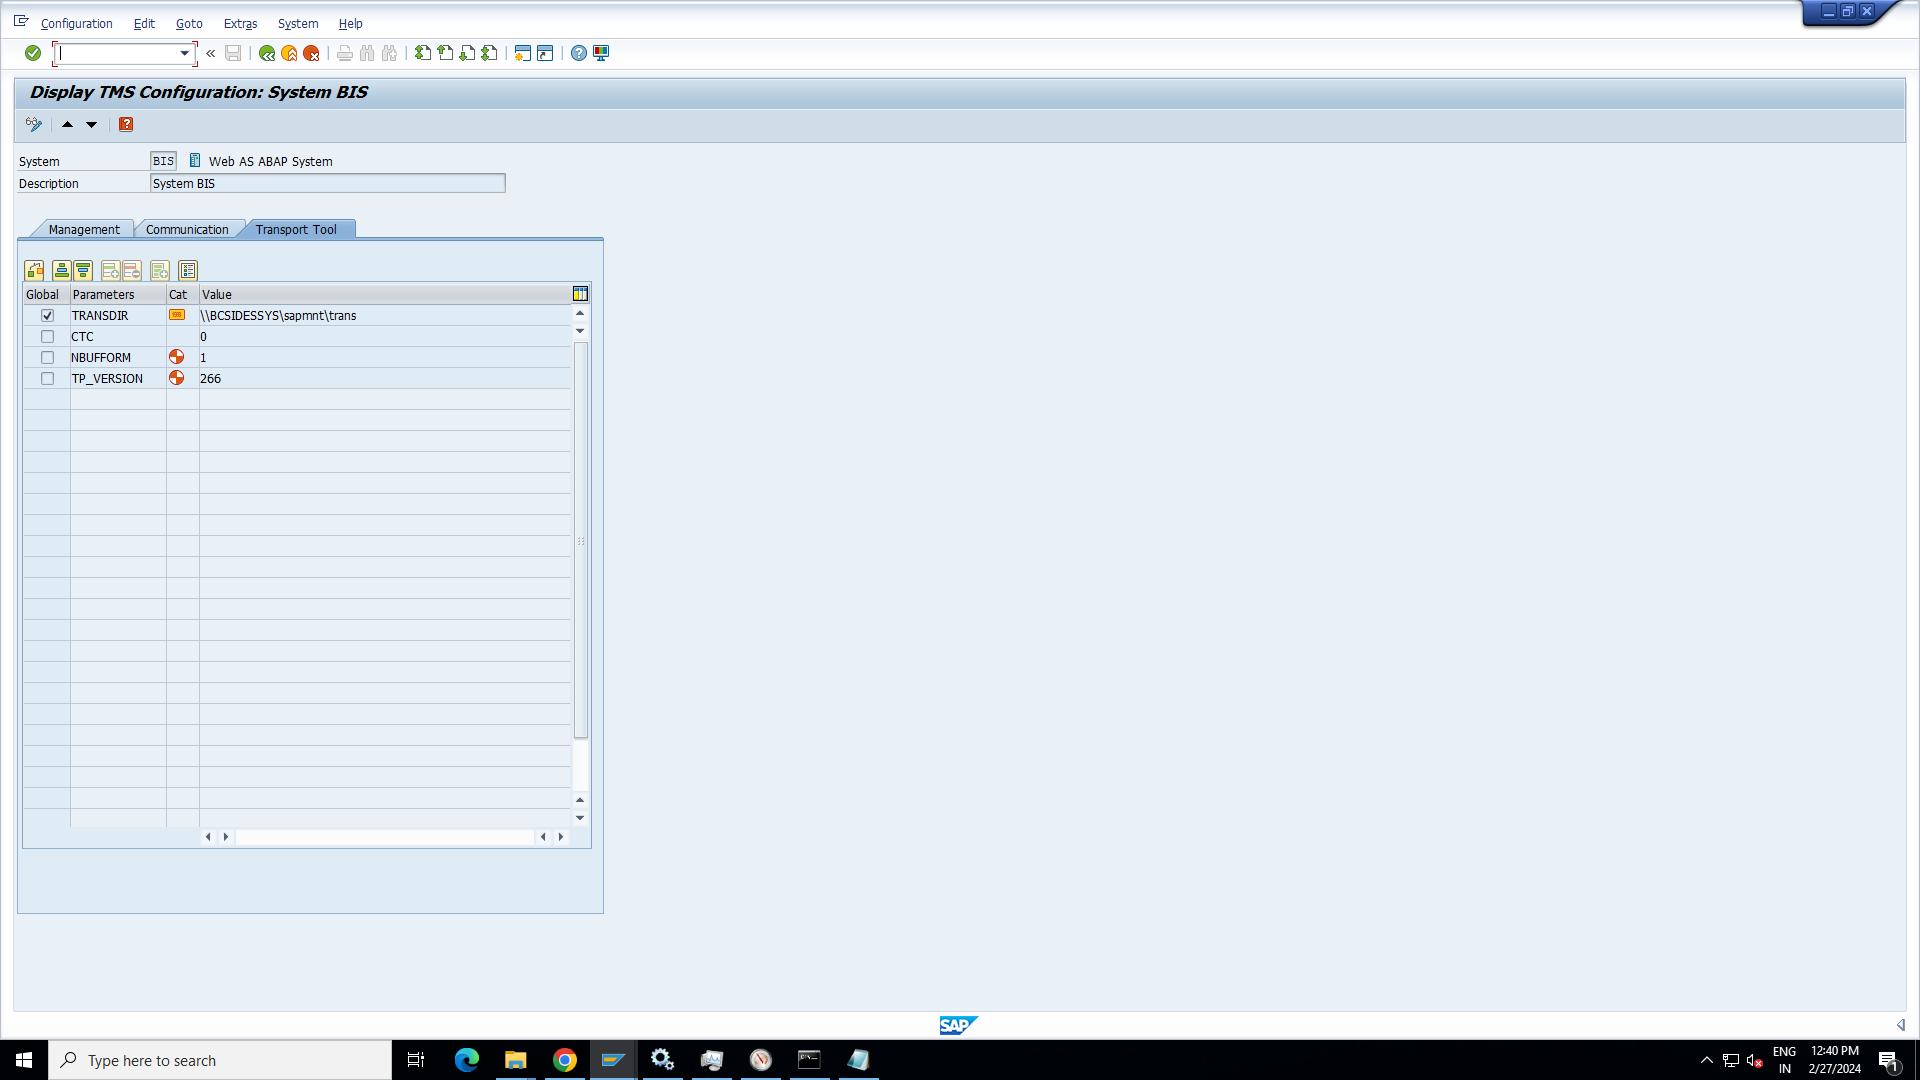 Configuration Edit Goto Extras System Help
Display TMS Configuration: System BIS
System BIS Web AS ABAP System
Description System BIS
Management Communication Transport Tool
Global Parameters Cat Value
TRANSDIR \\BCSIDESSYS\sapmnt\trans
CTC 0
NBUFFORM 1
TP_VERSION 266
SAP
Type here to search
ENG 12:40 PM
IN 2/27/2024
1